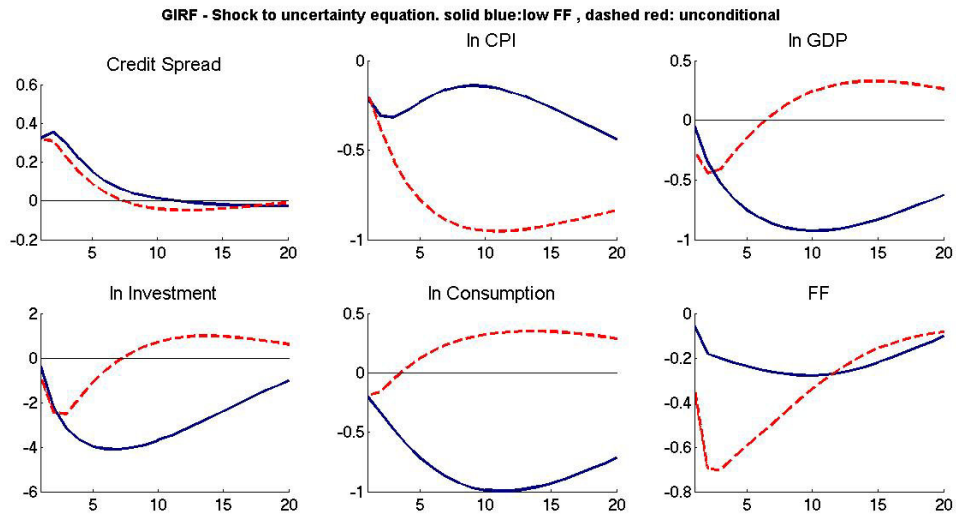 GIRF - Shock to uncertainty equation. solid blue:low FF , dashed red: unconditional
Credit Spread
0.6
0.4
0.2
0
-0.2
5 10 15 20
ln CPI
0
-0.5
-1
5 10 15 20
ln GDP
0.5
0
-0.5
-1
5 10 15 20
ln Investment
2
0
-2
-4
-6
5 10 15 20
ln Consumption
0.5
0
-0.5
-1
5 10 15 20
FF
0
-0.2
-0.4
-0.6
-0.8
5 10 15 20